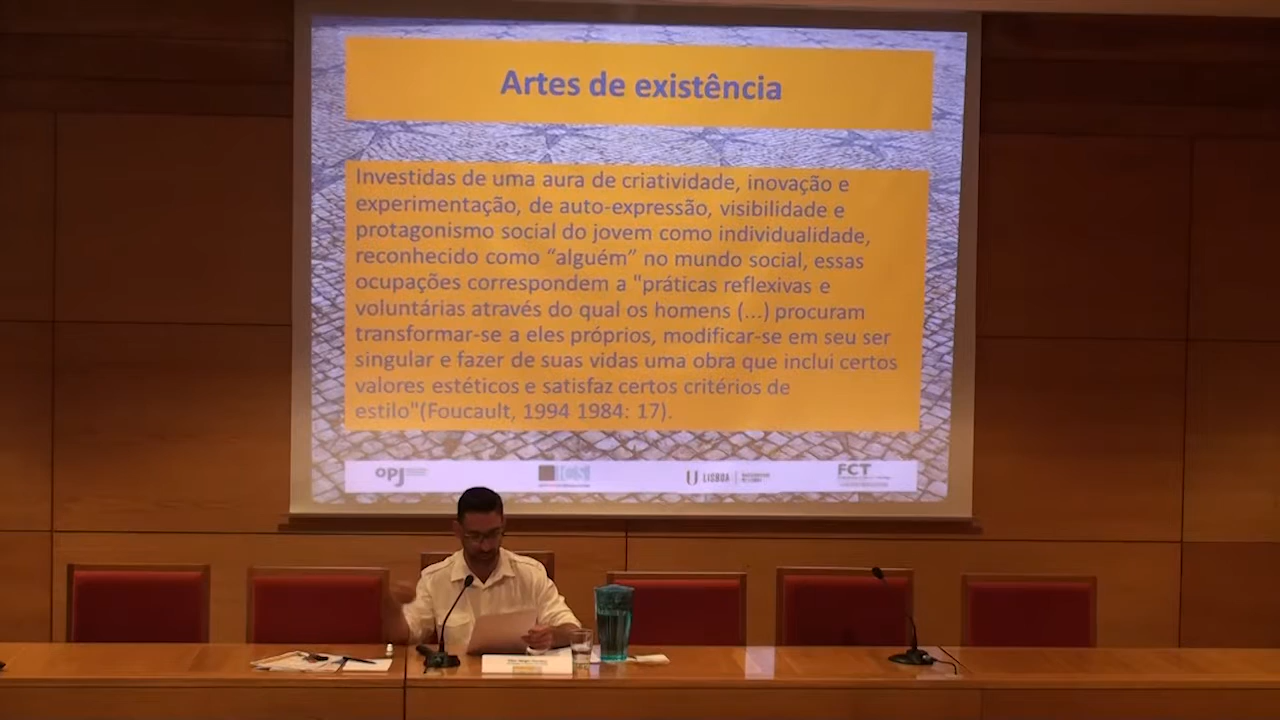 Artes de existência
Investidas de uma aura de criatividade, inovação e
experimentação, de auto-expressão, visibilidade e
protagonismo social do jovem como individualidade,
reconhecido como “alguém” no mundo social, essas
ocupações correspondem a "práticas reflexivas e
voluntárias através do qual os homens (...) procuram
transformar-se a eles próprios, modificar-se em seu ser
singular e fazer de suas vidas uma obra que inclui certos
valores estéticos e satisfaz certos critérios de
estilo"(Foucault, 1994 1984: 17).
OPJ
LISBOA
FCT